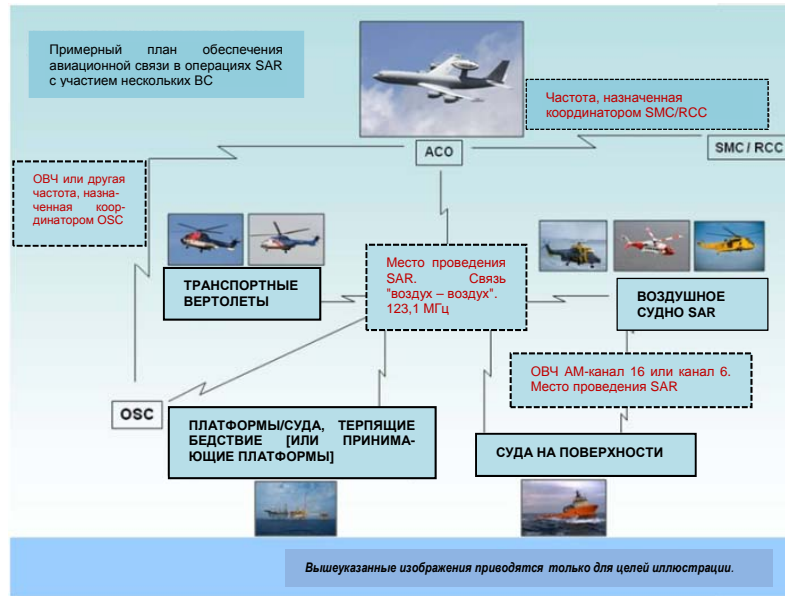 Примерный план обеспечения
авиационной связи в операциях SAR
с участием нескольких ВС
Частота, назначенная
координатором SMC/RCC
ACO
SMC / RCC
ОВЧ или другая
частота, назна-
ченная коор-
динатором OSC
ТРАНСПОРТНЫЕ
ВЕРТОЛЕТЫ
Место проведения
SAR. Связь
"воздух – воздух".
123,1 МГц
ВОЗДУШНОЕ
СУДНО SAR
ОВЧ АМ-канал 16 или канал 6.
Место проведения SAR
OSC
ПЛАТФОРМЫ/СУДА, ТЕРПЯЩИЕ
БЕДСТВИЕ [ИЛИ ПРИНИМА-
ЮЩИЕ ПЛАТФОРМЫ]
СУДА НА ПОВЕРХНОСТИ
Вышеуказанные изображения приводятся только для целей иллюстрации.